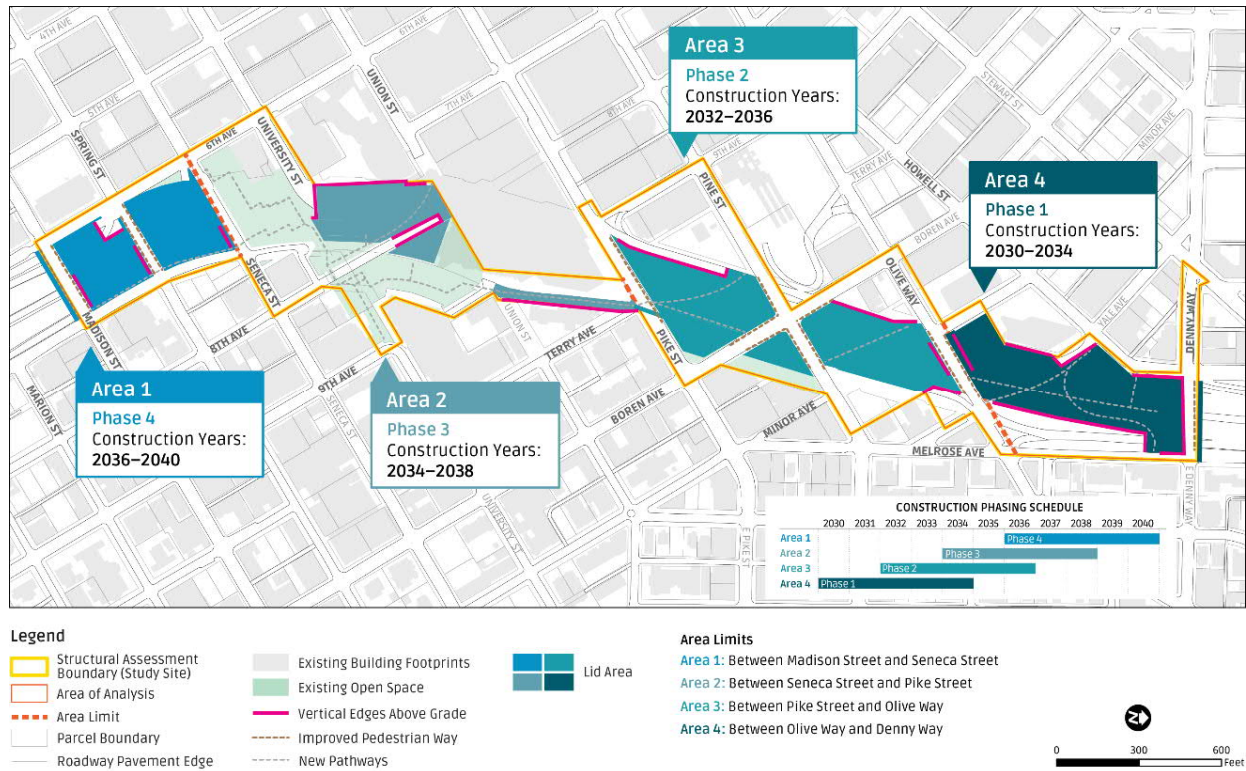 4TH AVE
5TH AVE
6TH AVE
6TH AVE
7TH AVE
8TH AVE
9TH AVE
TERRY AVE
BOREN AVE
STEWART ST
MINOR AVE
YALE AVE
SPRING ST
UNIVERSITY ST
UNION ST
PINE ST
HOWELL ST
OLIVE WAY
DENNY WAY
SENECA ST
MADISON ST
MARION ST
8TH AVE
9TH AVE
SENECA ST
UNIVERSITY ST
UNION ST
TERRY AVE
PIKE ST
BOREN AVE
MINOR AVE
MELROSE AVE
E PIKE ST
E DENNY WAY
Area 3
Phase 2
Construction Years:
2032–2036
Area 4
Phase 1
Construction Years:
2030–2034
Area 1
Phase 4
Construction Years:
2036–2040
Area 2
Phase 3
Construction Years:
2034–2038
CONSTRUCTION PHASING SCHEDULE
2030 2031 2032 2033 2034 2035 2036 2037 2038 2039 2040
Area 1 Phase 4
Area 2 Phase 3
Area 3 Phase 2
Area 4 Phase 1
Legend
Structural Assessment
Boundary (Study Site)
Area of Analysis
Area Limit
Parcel Boundary
Roadway Pavement Edge
Existing Building Footprints
Existing Open Space
Vertical Edges Above Grade
Improved Pedestrian Way
New Pathways
Lid Area
Area Limits
Area 1: Between Madison Street and Seneca Street
Area 2: Between Seneca Street and Pike Street
Area 3: Between Pike Street and Olive Way
Area 4: Between Olive Way and Denny Way
N
0 300 600
Feet